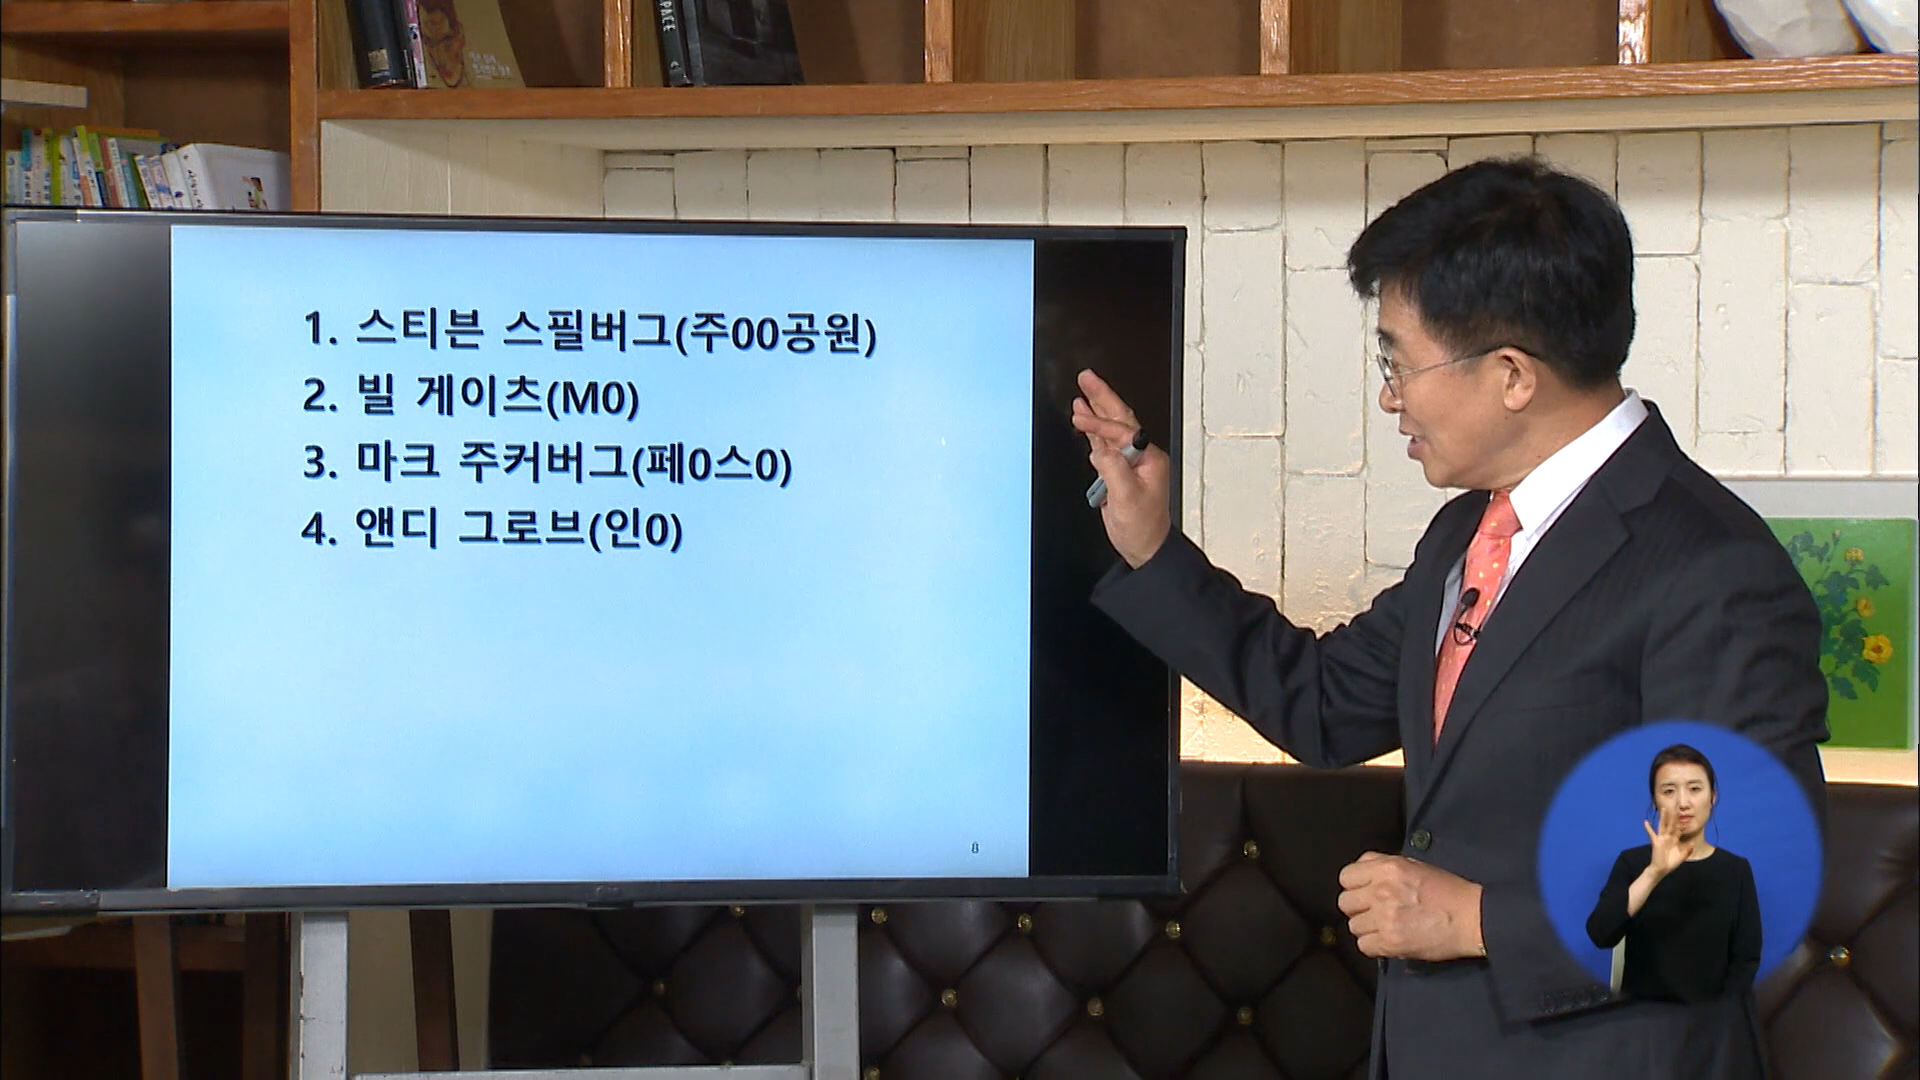 PACE
1. 스티븐 스필버그(주00공원)
2. 빌 게이츠(M0)
3. 마크 주커버그(페0스0)
4. 앤디 그로브(인0)
8